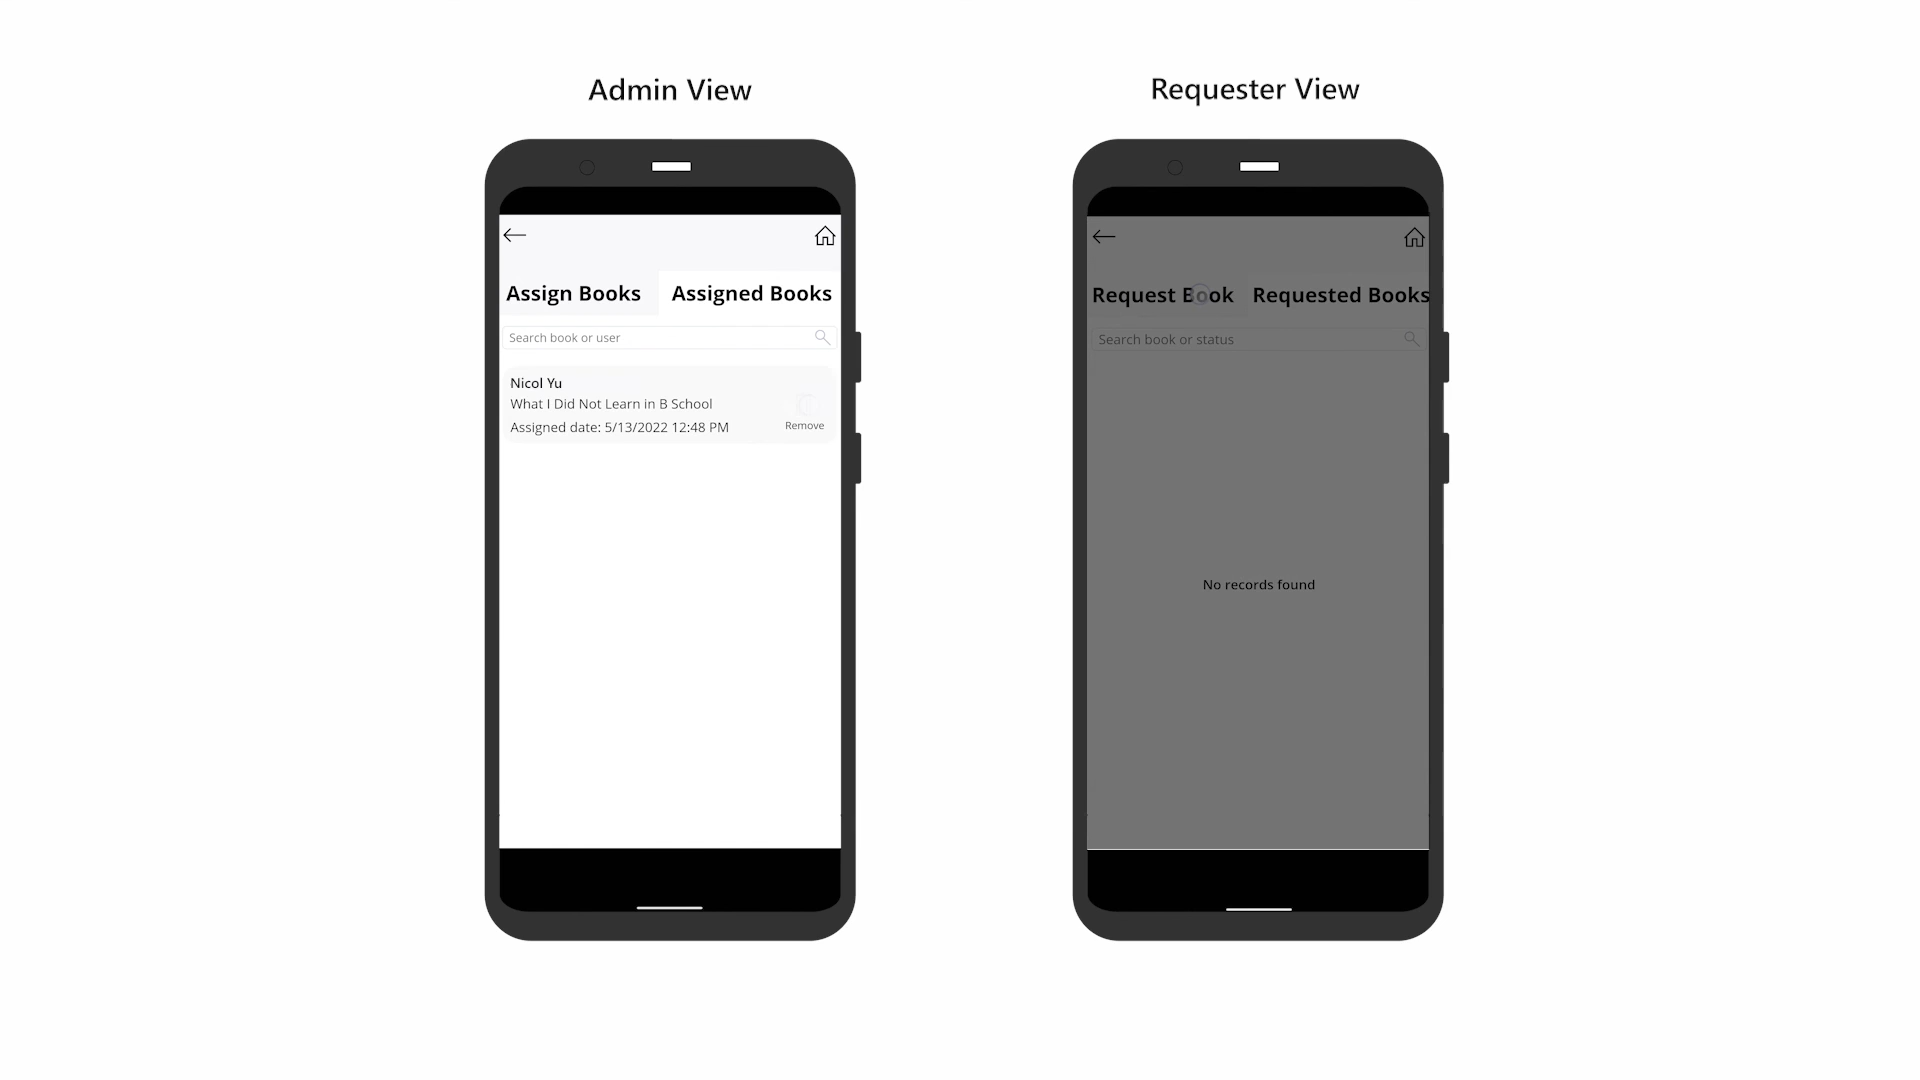 Admin View
Requester View
Assign Books
Assigned Books
Search book or user
Nicol Yu
What I Did Not Learn in B School
Assigned date: 5/13/2022 12:48 PM
Remove
Request Book
Requested Books
Search book or status
No records found